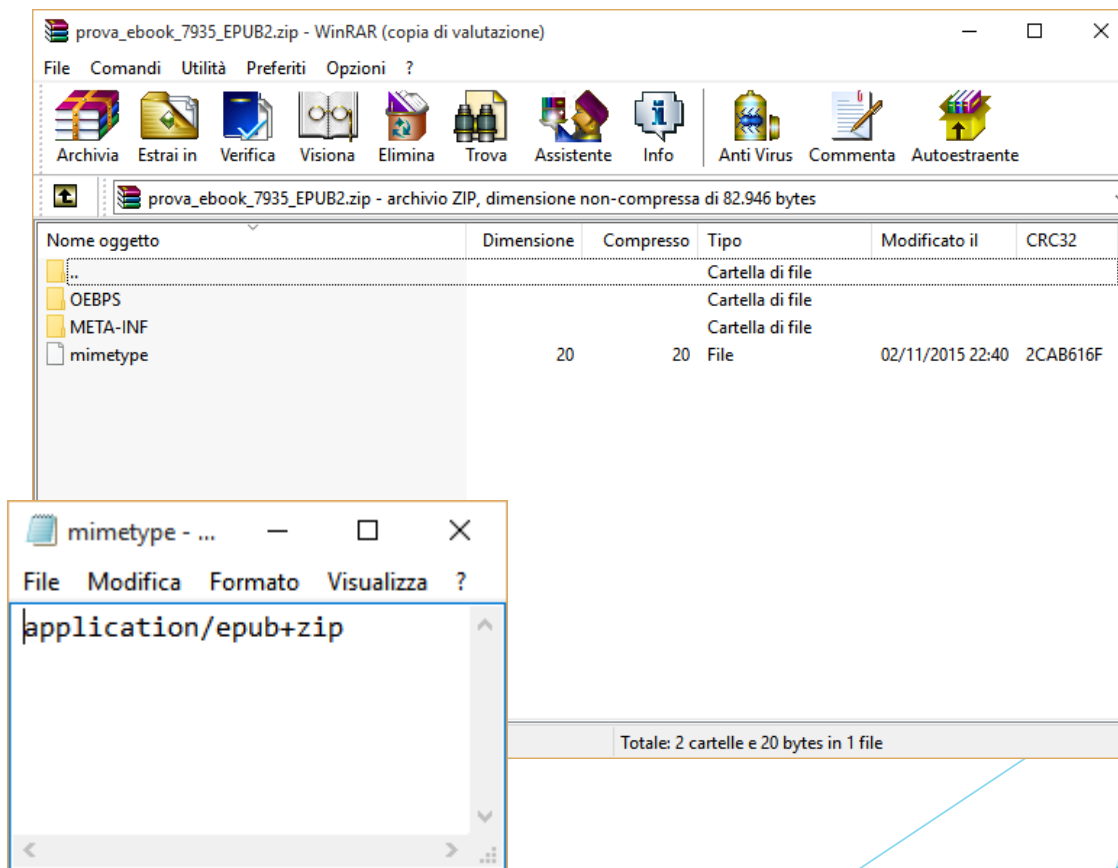 prova_ebook_7935_EPUB2.zip - WinRAR (copia di valutazione)
File Comandi Utilità Preferiti Opzioni ?
Archivia Estrai in Verifica Visiona Elimina Trova Assistente Info Anti Virus Commenta Autoestraente
prova_ebook_7935_EPUB2.zip - archivio ZIP, dimensione non-compressa di 82.946 bytes
Nome oggetto Dimensione Compresso Tipo Modificato il CRC32
.. Cartella di file
OEBPS Cartella di file
META-INF Cartella di file
mimetype 20 20 File 02/11/2015 22:40 2CAB616F
mimetype - ...
File Modifica Formato Visualizza ?
application/epub+zip
Totale: 2 cartelle e 20 bytes in 1 file